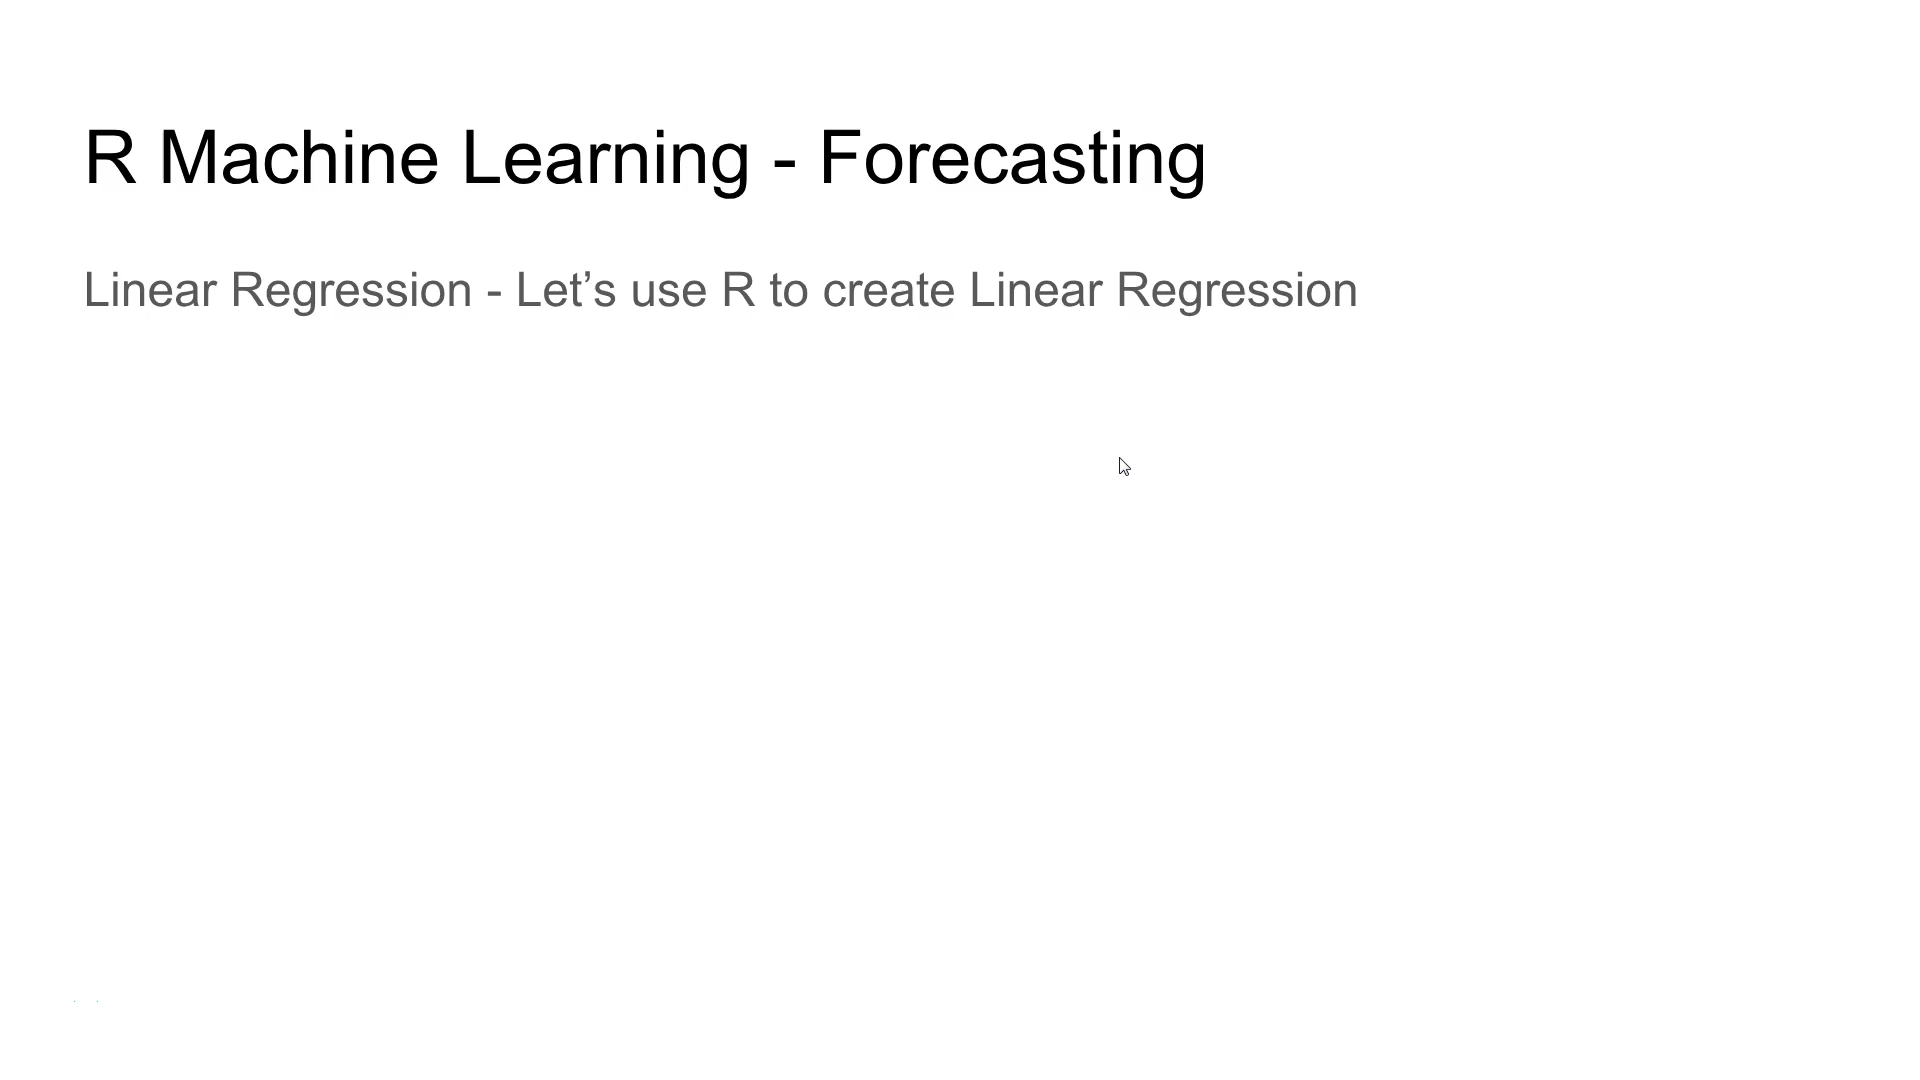 R Machine Learning - Forecasting
Linear Regression - Let’s use R to create Linear Regression